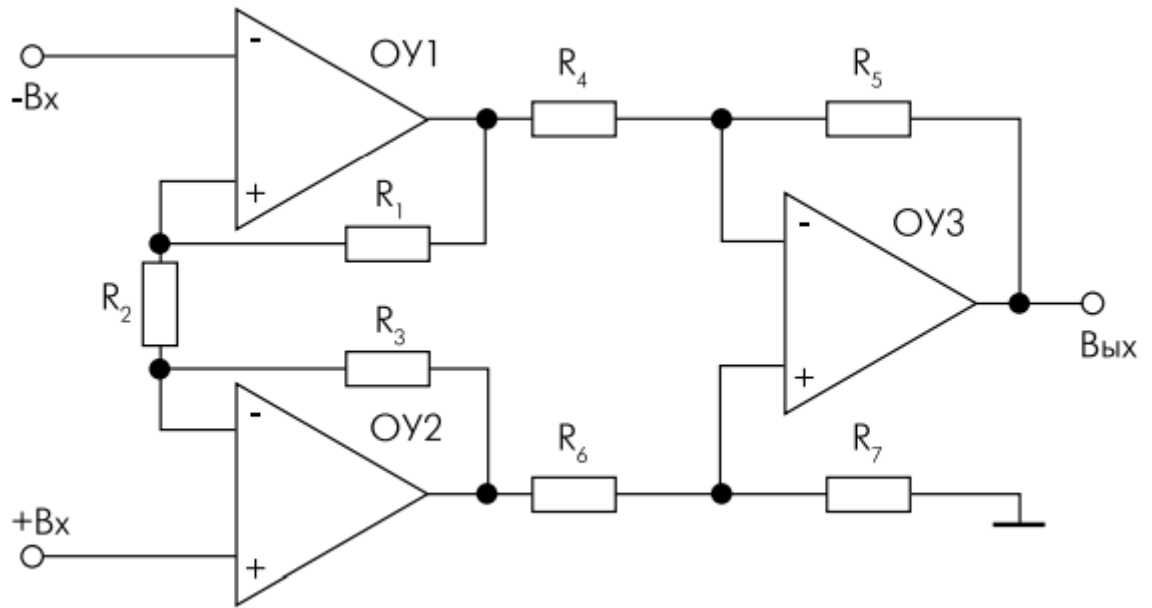 -
ОУ1
R4
R5
-Вх
+
R1
-
ОУ3
R2
R3
Вых
+
-
ОУ2
R6
R7
+Вх
+